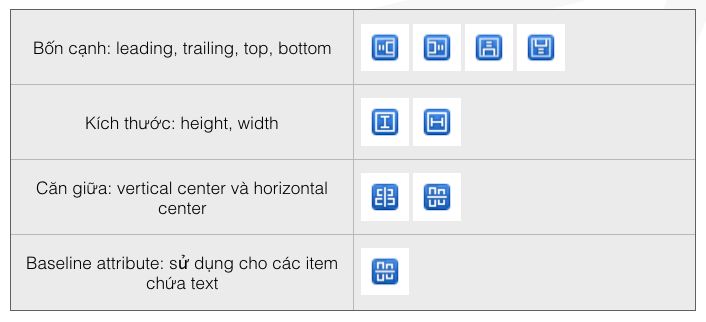 Bốn cạnh: leading, trailing, top, bottom
Kích thước: height, width
Căn giữa: vertical center và horizontal
center
Baseline attribute: sử dụng cho các item
chứa text